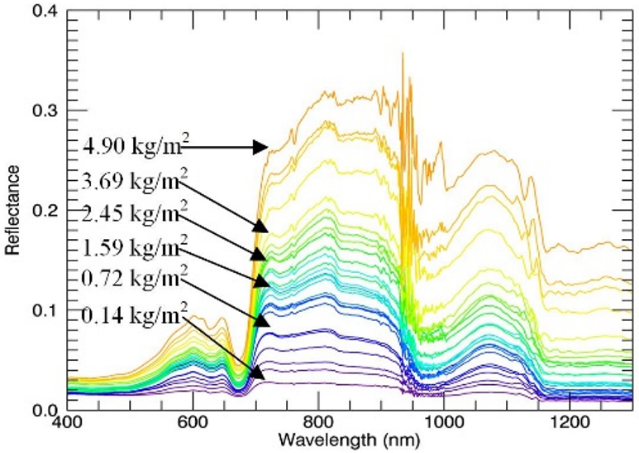 0.4
0.3
0.2
0.1
0.0
Reflectance
4.90 kg/m²
3.69 kg/m²
2.45 kg/m²
1.59 kg/m²
0.72 kg/m²
0.14 kg/m²
400 600 800 1000 1200
Wavelength (nm)